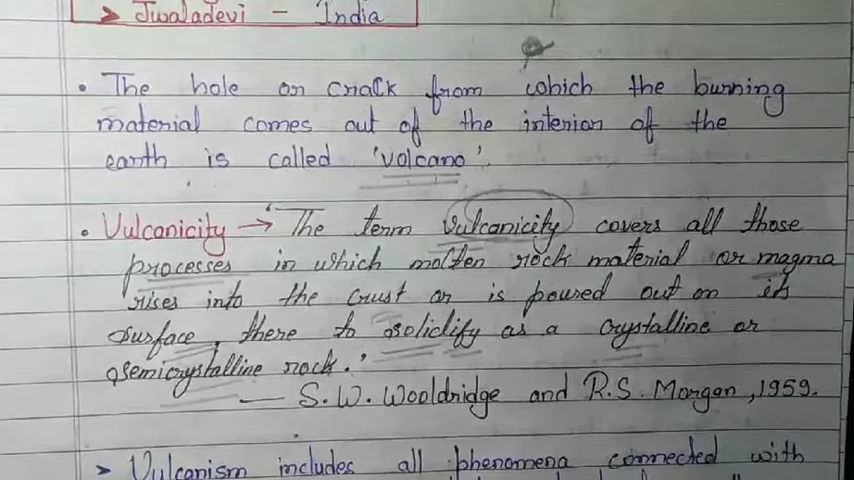 > Jwaladevi - India
• The hole or crack from which the burning
material comes out of the interior of the
earth is called 'volcano'.
• Vulcanicity → 'The term vulcanicity covers all those
processes in which molten rock material or magma
rises into the crust or is poured out on its
surface, there to solidify as a crystalline or
semicrystalline rock.'
— S.W. Wooldridge and R.S. Morgan, 1959.
> Vulcanism includes all phenomena connected with